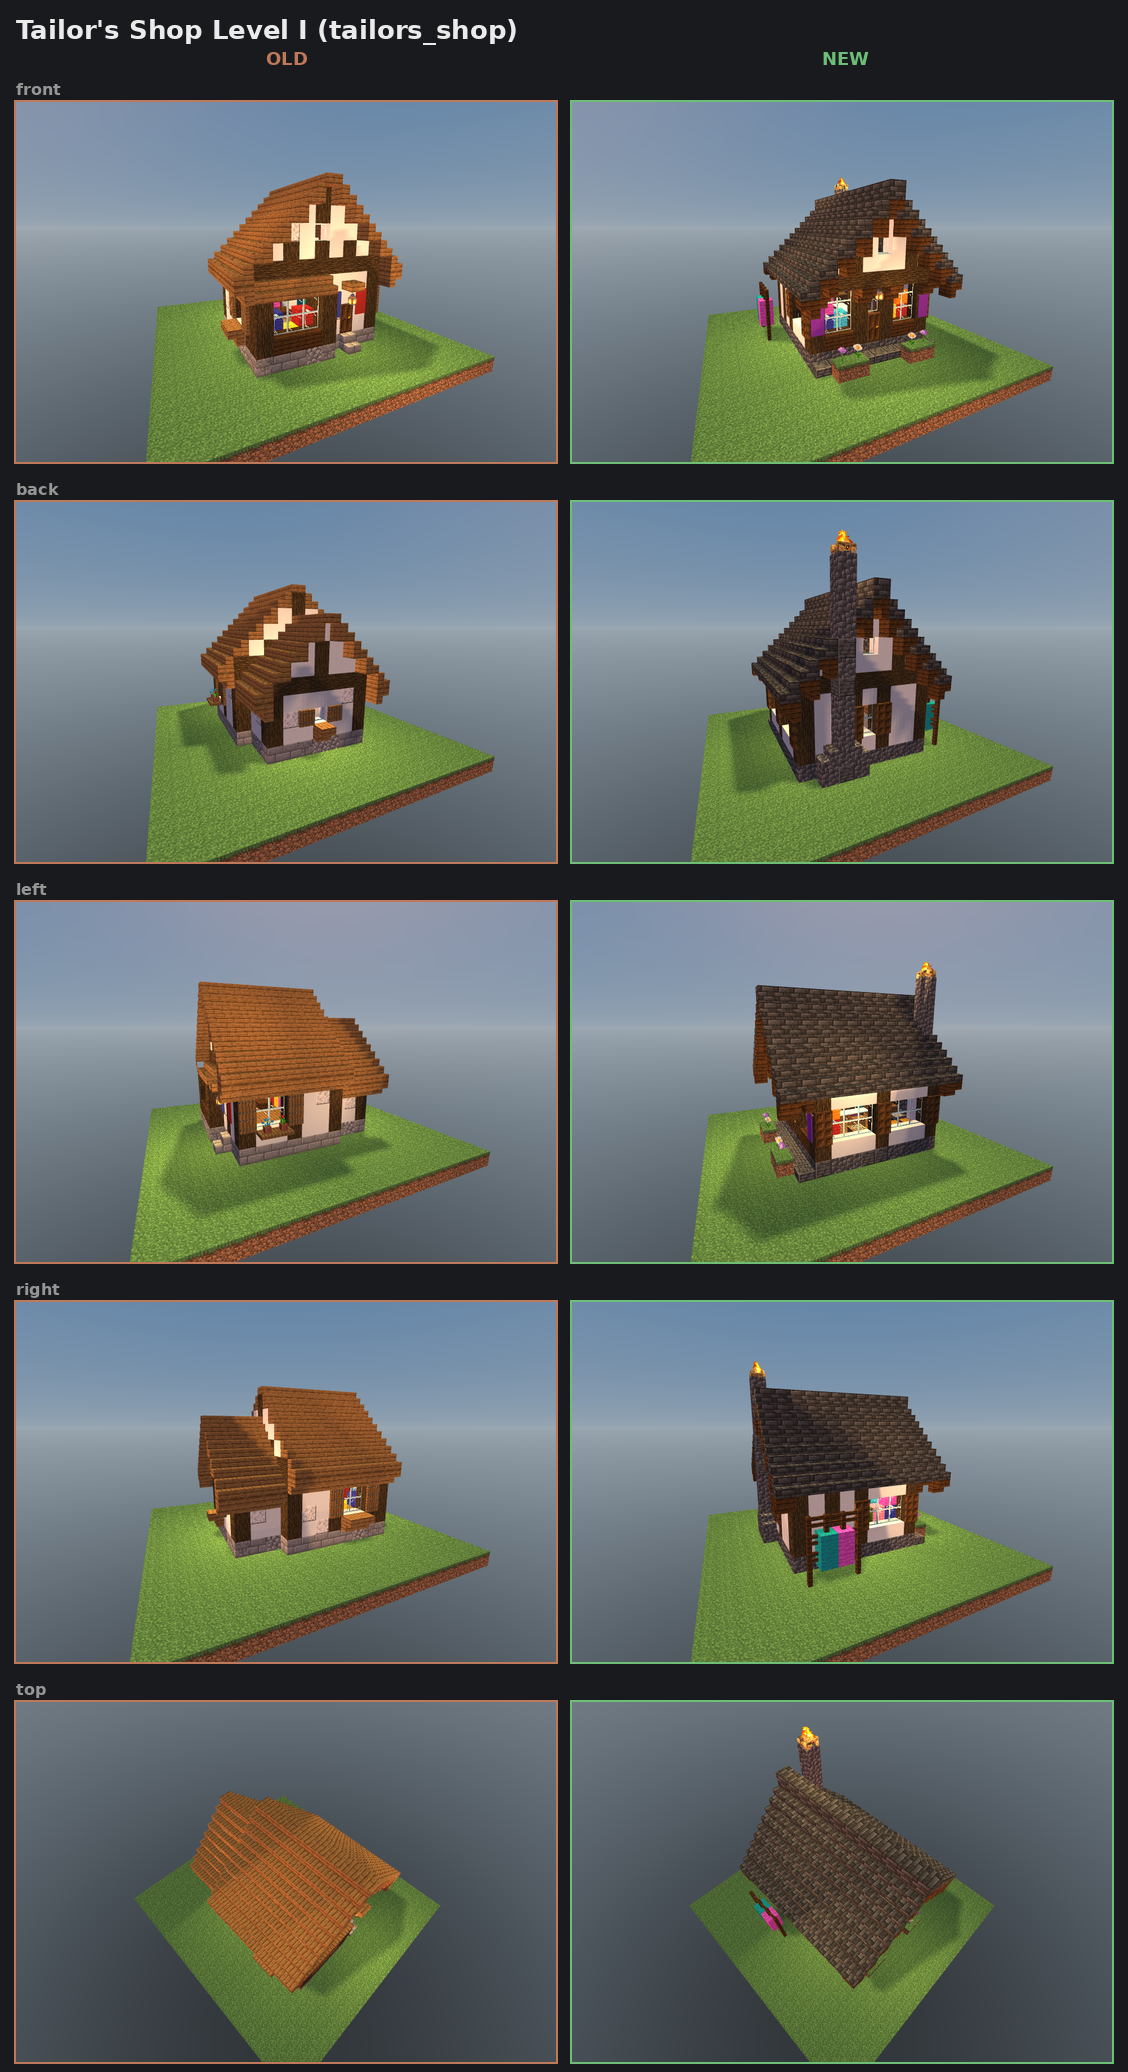 Tailor's Shop Level I (tailors_shop)
OLD
NEW
front
back
left
right
top